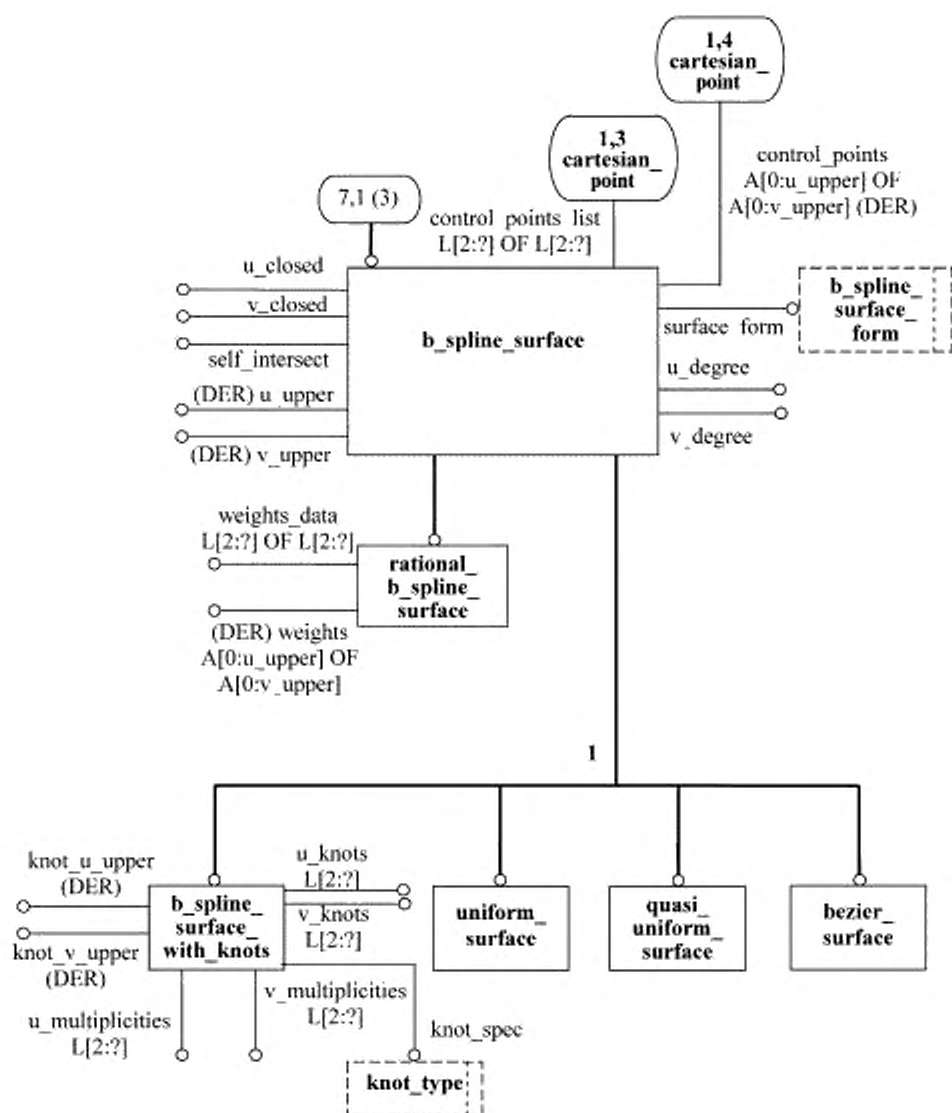 1,4
cartesian_
point
1,3
cartesian_
point
control_points
A[0:u_upper] OF
A[0:v_upper] (DER)
7,1 (3)
control points list
L[2:?] OF L[2:?]
u_closed
v_closed
self_intersect
(DER) u_upper
(DER) v_upper
b_spline_surface
b_spline_
surface_
form
surface form
u_degree
v_degree
weights_data
L[2:?] OF L[2:?]
rational_
b_spline_
surface
(DER) weights
A[0:u_upper] OF
A[0:v_upper]
1
knot_u_upper
(DER)
knot_v_upper
(DER)
b_spline_
surface_
with_knots
u_knots
L[2:?]
v_knots
L[2:?]
uniform_
surface
quasi_
uniform_
surface
bezier_
surface
u_multiplicities
L[2:?]
v_multiplicities
L[2:?]
knot_spec
knot_type